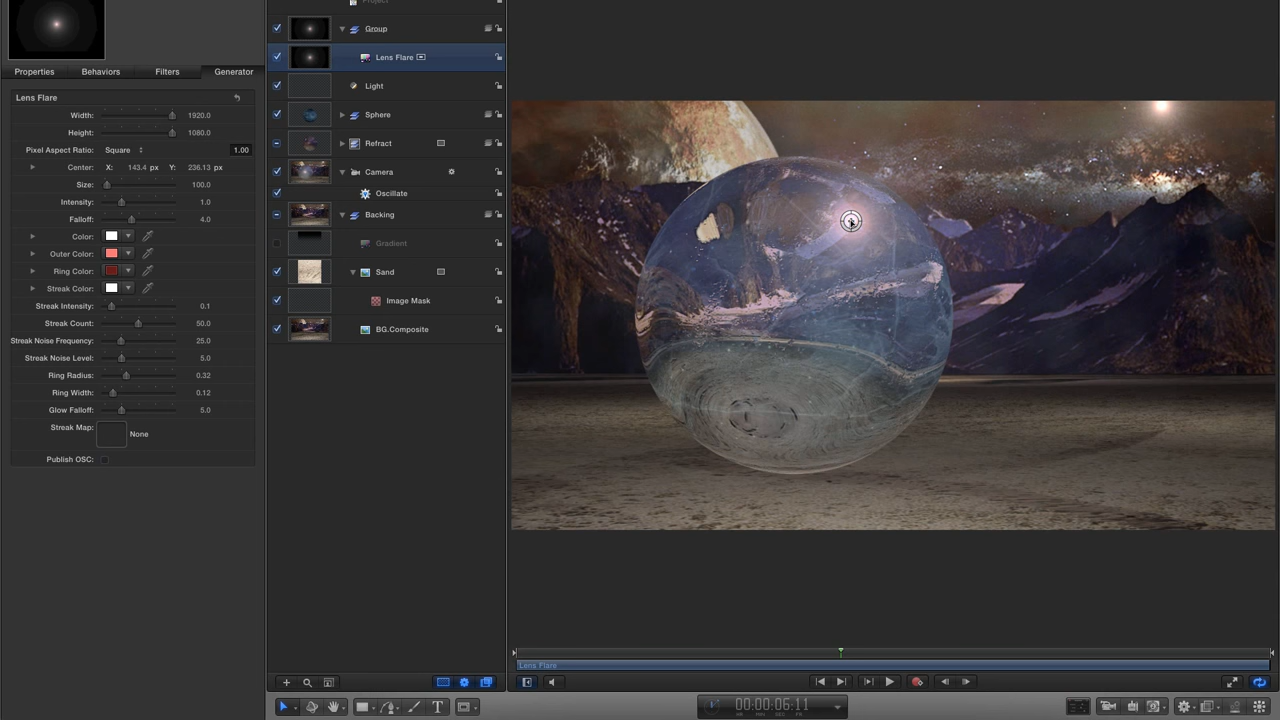 Project
Group
Lens Flare
Properties
Behaviors
Filters
Generator
Light
Lens Flare
Width:
1920.0
Sphere
Height:
1080.0
Pixel Aspect Ratio:
Square
1.00
Refract
Center:
X: 143.4 px Y: 236.13 px
Camera
Size:
100.0
Oscillate
Intensity:
1.0
Falloff:
4.0
Backing
Color:
Gradient
Outer Color:
Ring Color:
Sand
Streak Color:
Streak Intensity:
0.1
Image Mask
Streak Count:
50.0
BG.Composite
Streak Noise Frequency:
25.0
Streak Noise Level:
5.0
Ring Radius:
0.32
Ring Width:
0.12
Glow Falloff:
5.0
Streak Map:
None
Publish OSC:
Lens Flare
T
00:00:06:11
HR MIN SEC FR